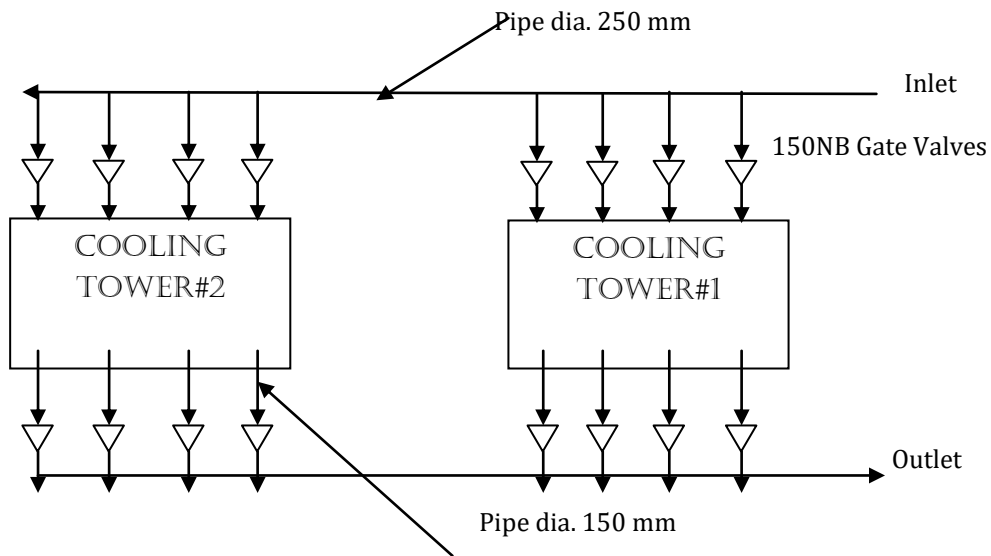 Pipe dia. 250 mm
Inlet
150NB Gate Valves
COOLING
TOWER#2
COOLING
TOWER#1
Outlet
Pipe dia. 150 mm